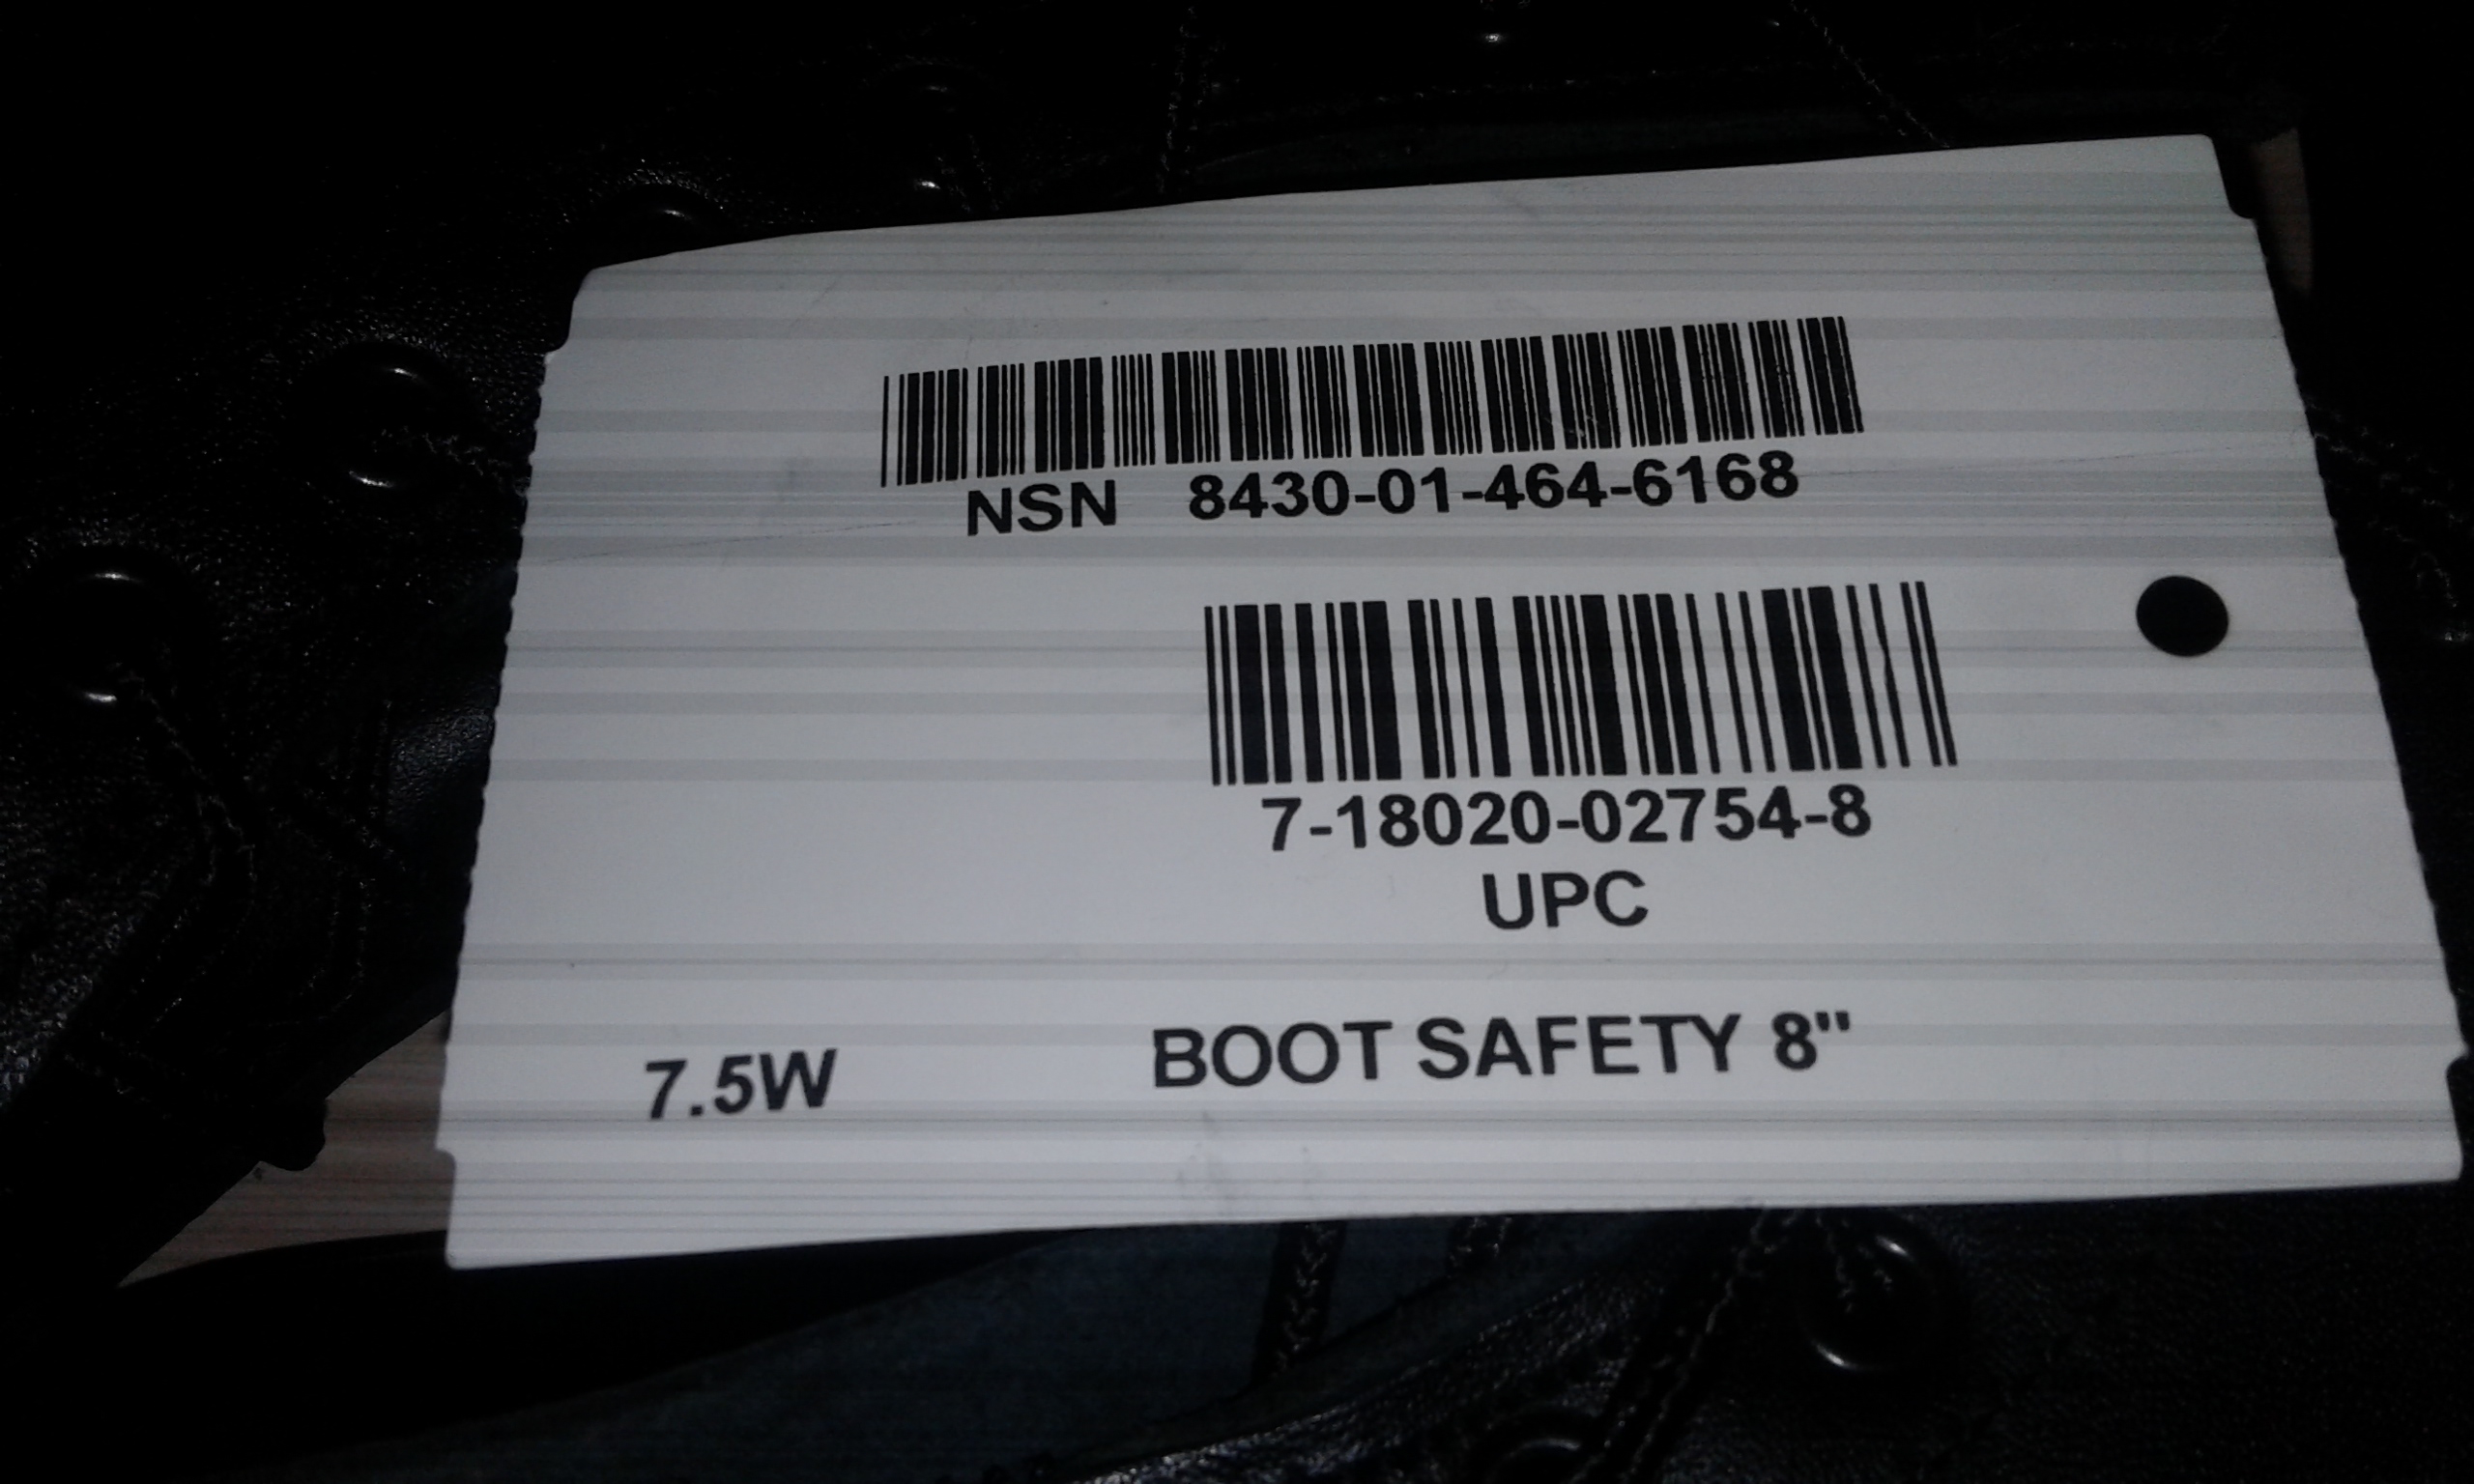 NSN 8430-01-464-6168
7-18020-02754-8
UPC
7.5W BOOT SAFETY 8"